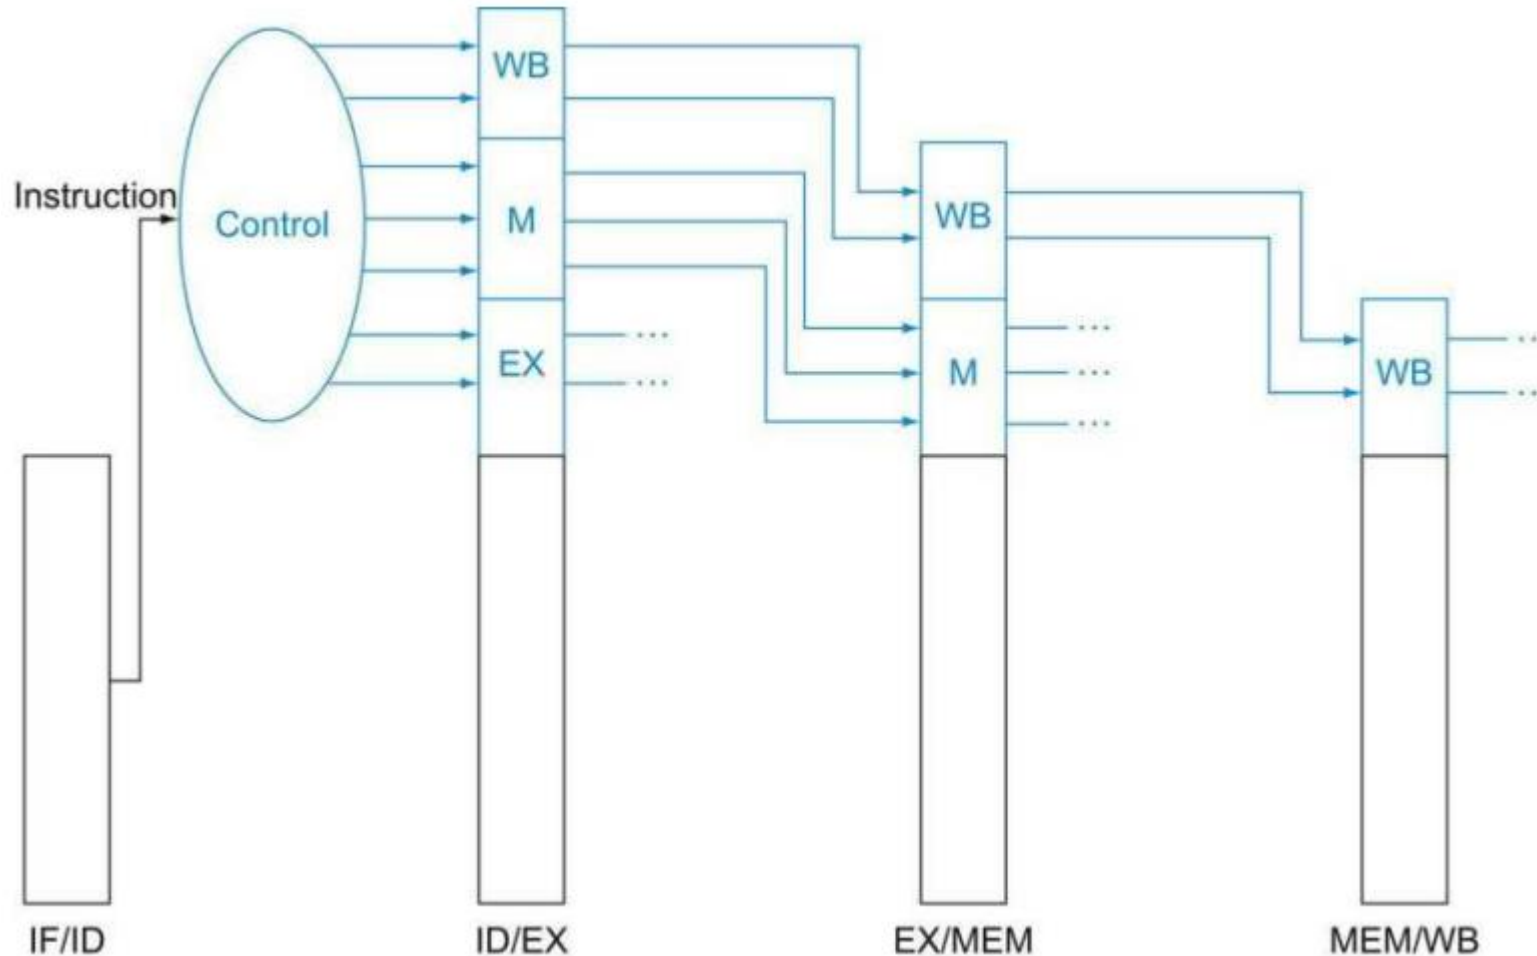 WB
Instruction
Control
M
WB
EX
...
...
M
...
...
...
WB
..
..
IF/ID
ID/EX
EX/MEM
MEM/WB